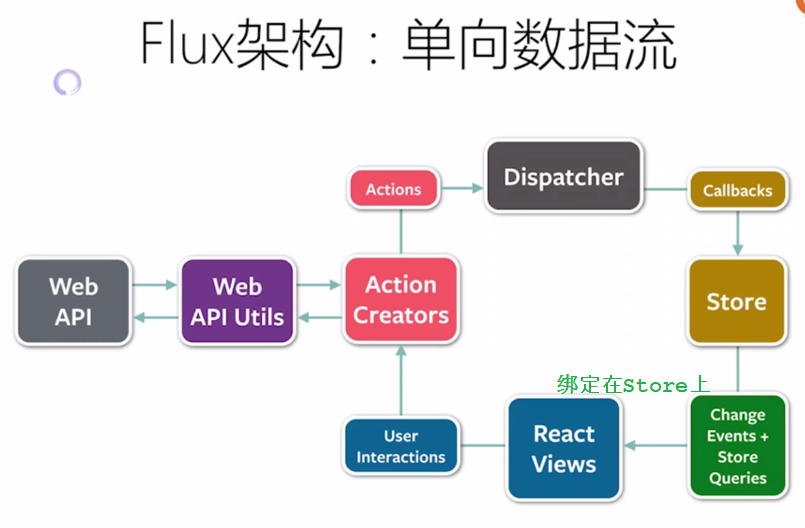 Flux架构：单向数据流
Actions
Dispatcher
Callbacks
Web
API
Web
API Utils
Action
Creators
Store
绑定在Store上
User
Interactions
React
Views
Change
Events +
Store
Queries